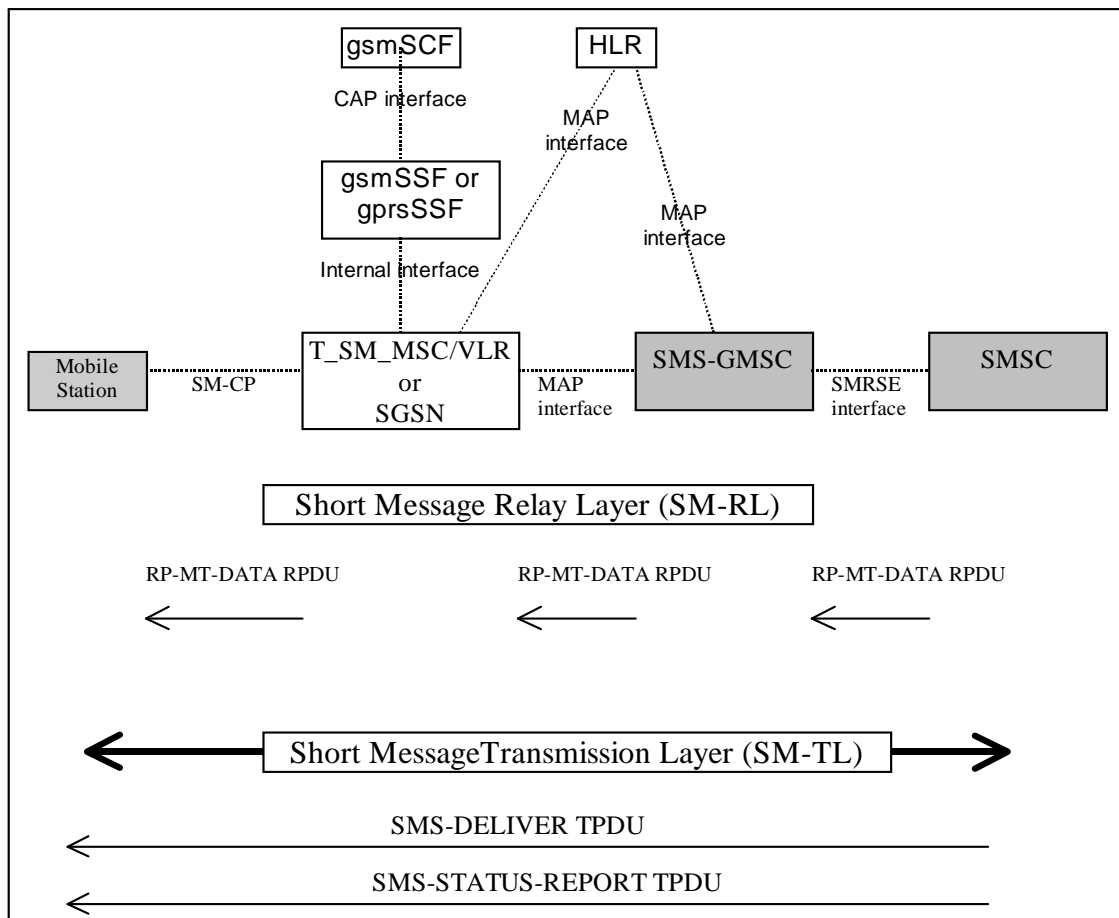 gsmSCF
HLR
CAP interface
MAP
interface
gsmSSF or
gprsSSF
MAP
interface
Internal Interface
T_SM_MSC/VLR
or
SGSN
SMS-GMSC
SMSC
Mobile
Station
SM-CP
MAP
interface
SMRSE
interface
Short Message Relay Layer (SM-RL)
RP-MT-DATA RPDU
RP-MT-DATA RPDU
RP-MT-DATA RPDU
Short MessageTransmission Layer (SM-TL)
SMS-DELIVER TPDU
SMS-STATUS-REPORT TPDU